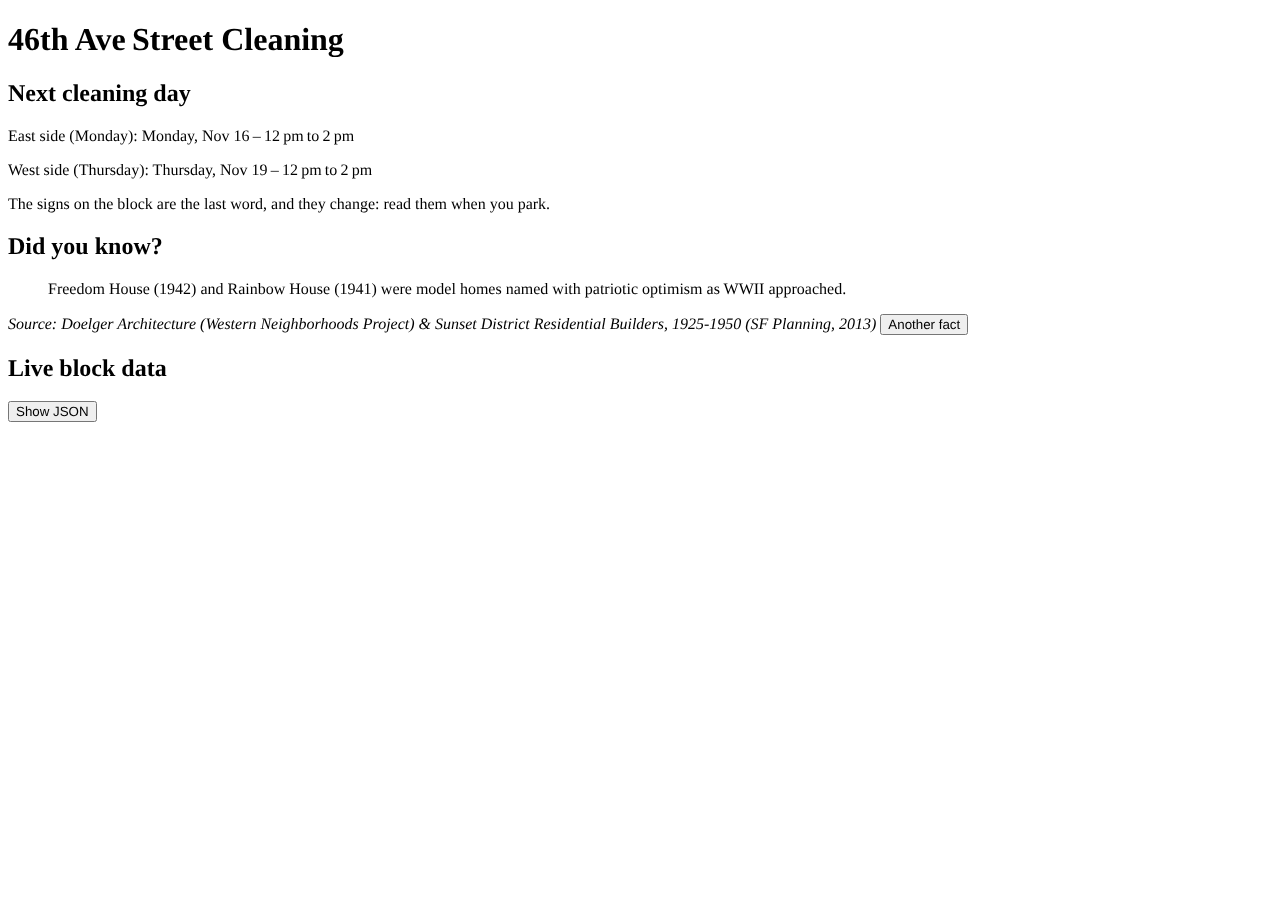 46th Ave Street Cleaning
Next cleaning day
East side (Monday): Monday, Nov 16 – 12 pm to 2 pm
West side (Thursday): Thursday, Nov 19 – 12 pm to 2 pm
The signs on the block are the last word, and they change: read them when you park.
Did you know?
Freedom House (1942) and Rainbow House (1941) were model homes named with patriotic optimism as WWII approached.
Source: Doelger Architecture (Western Neighborhoods Project) & Sunset District Residential Builders, 1925-1950 (SF Planning, 2013) Another fact
Live block data
Show JSON